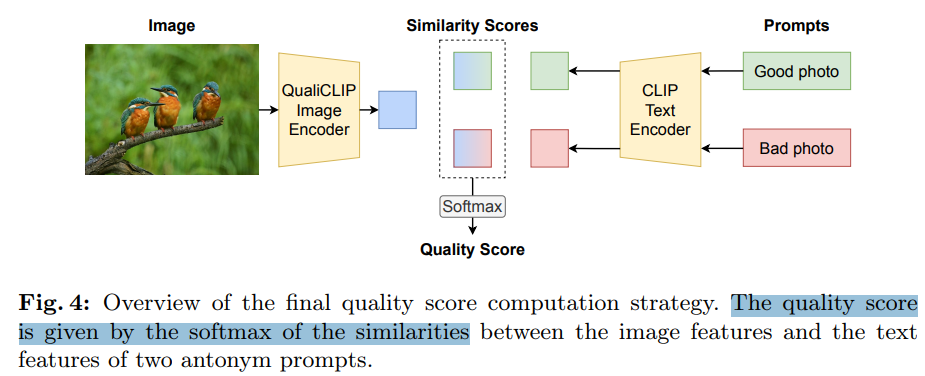 Image
Similarity Scores
Prompts
QualiCLIP
Image
Encoder
CLIP
Text
Encoder
Good photo
Bad photo
Softmax
Quality Score
Fig. 4: Overview of the final quality score computation strategy. The quality score
is given by the softmax of the similarities between the image features and the text
features of two antonym prompts.